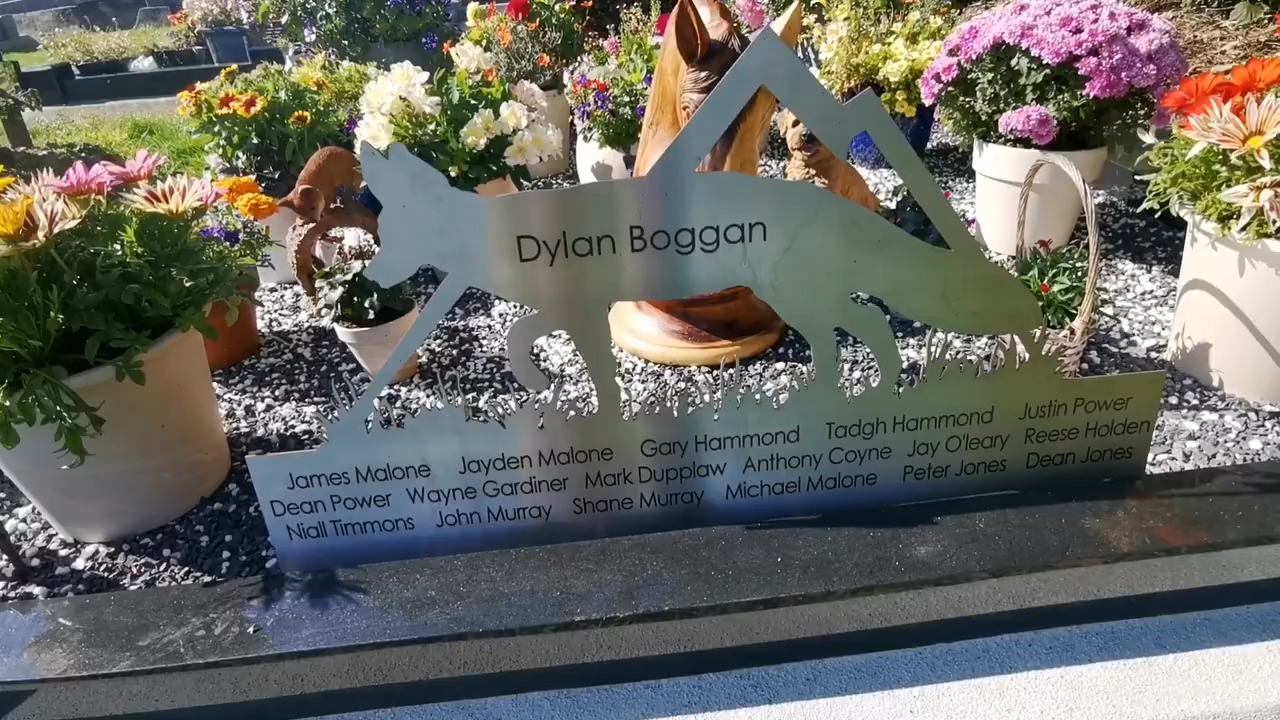 Dylan Boggan
James Malone Jayden Malone Gary Hammond Tadgh Hammond Justin Power
Dean Power Wayne Gardiner Mark Dupplaw Anthony Coyne Jay O'leary Reese Holden
Niall Timmons John Murray Shane Murray Michael Malone Peter Jones Dean Jones